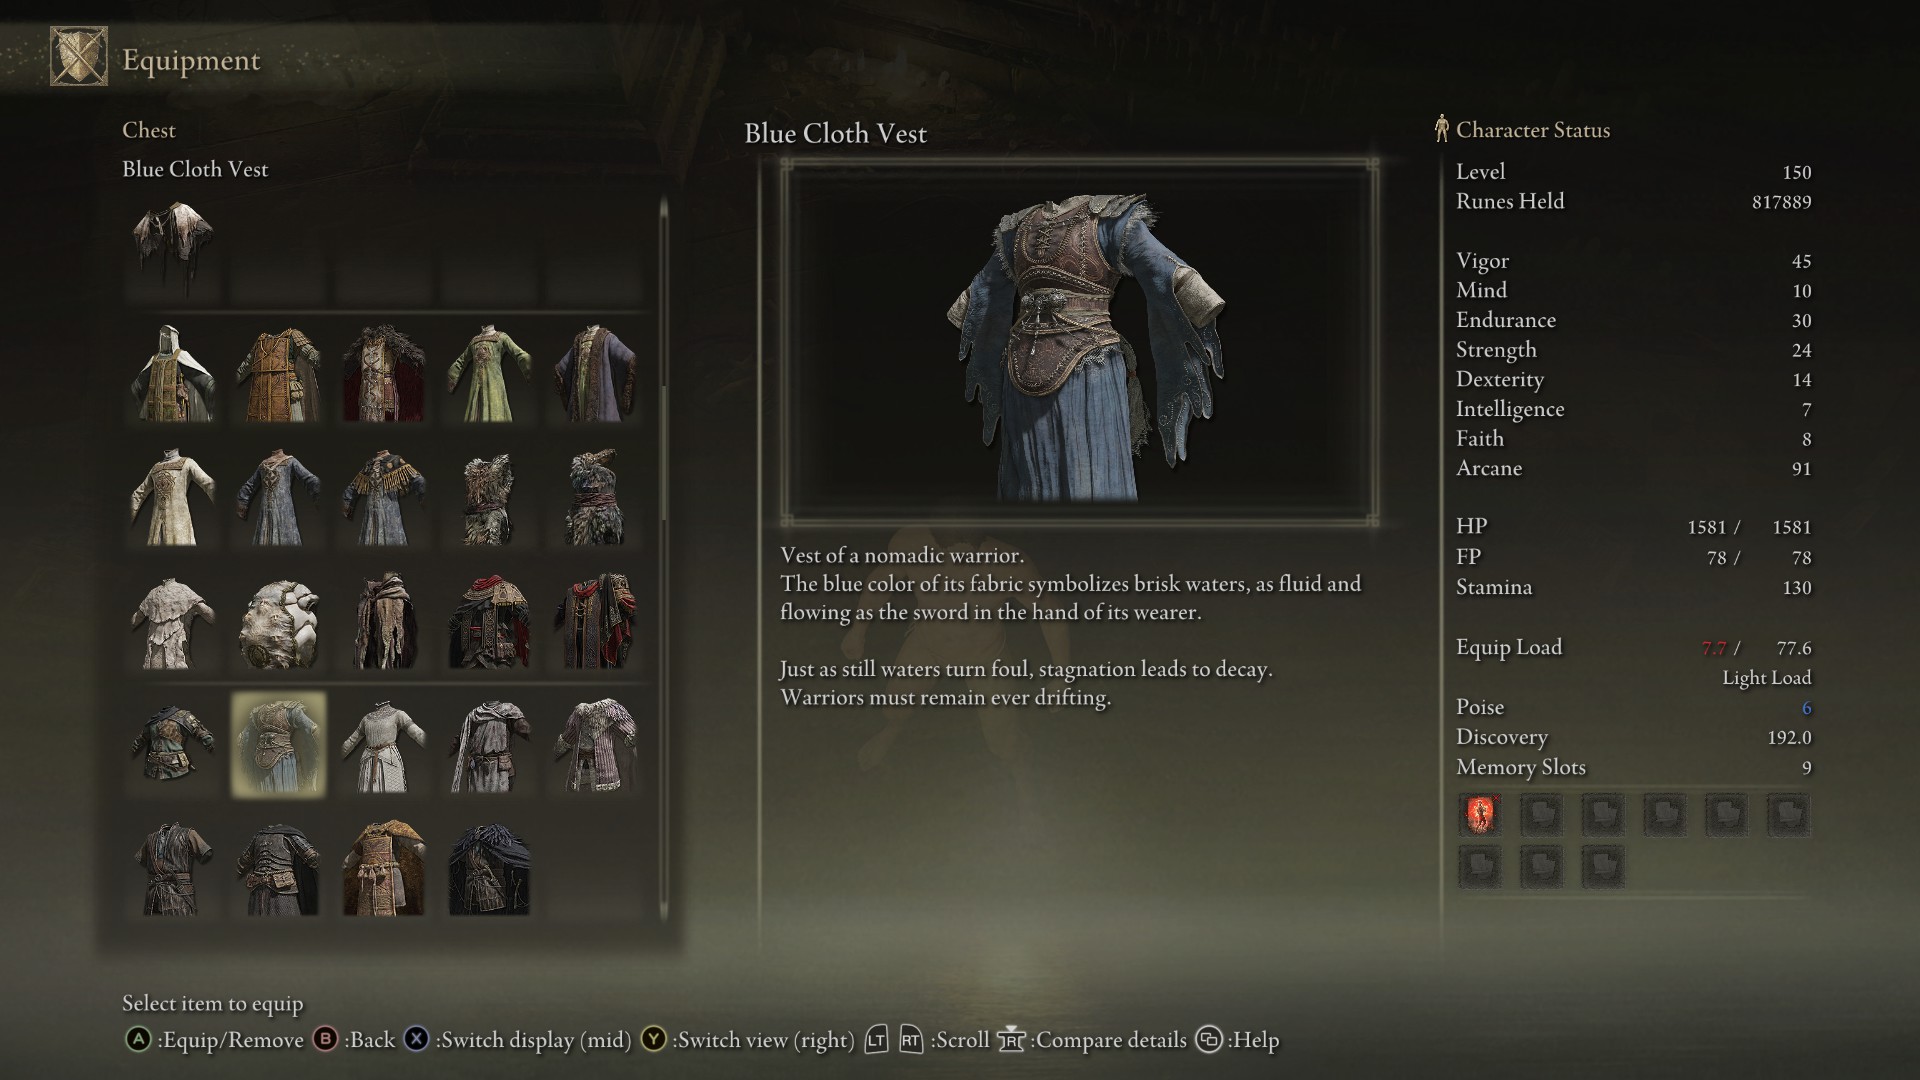 Equipment
Chest
Blue Cloth Vest
Blue Cloth Vest
Vest of a nomadic warrior.
The blue color of its fabric symbolizes brisk waters, as fluid and
flowing as the sword in the hand of its wearer.
Just as still waters turn foul, stagnation leads to decay.
Warriors must remain ever drifting.
Character Status
Level 150
Runes Held 817889
Vigor 45
Mind 10
Endurance 30
Strength 24
Dexterity 14
Intelligence 7
Faith 8
Arcane 91
HP 1581 / 1581
FP 78 / 78
Stamina 130
Equip Load 7.7 / 77.6
Light Load
Poise 6
Discovery 192.0
Memory Slots 9
Select item to equip
A :Equip/Remove B :Back X :Switch display (mid) Y :Switch view (right) LT RT :Scroll R :Compare details :Help